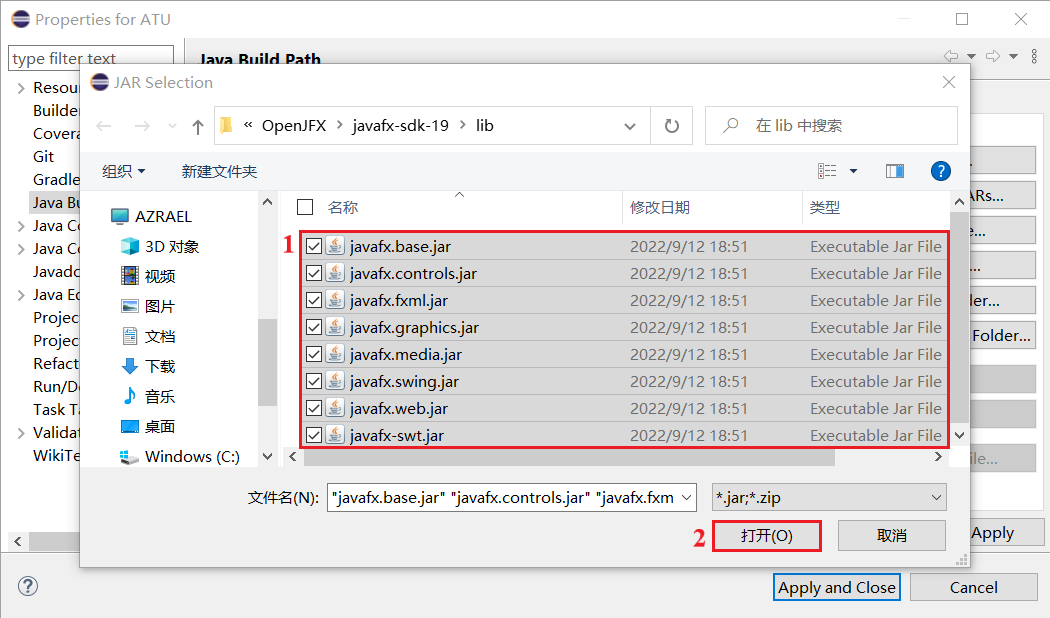 Properties for ATU
type filter text
Java Build Path
JAR Selection
« OpenJFX > javafx-sdk-19 > lib
在 lib 中搜索
组织
新建文件夹
AZRAEL
3D 对象
视频
图片
文档
下载
音乐
桌面
Windows (C:)
名称 修改日期 类型
1
javafx.base.jar 2022/9/12 18:51 Executable Jar File
javafx.controls.jar 2022/9/12 18:51 Executable Jar File
javafx.fxml.jar 2022/9/12 18:51 Executable Jar File
javafx.graphics.jar 2022/9/12 18:51 Executable Jar File
javafx.media.jar 2022/9/12 18:51 Executable Jar File
javafx.swing.jar 2022/9/12 18:51 Executable Jar File
javafx.web.jar 2022/9/12 18:51 Executable Jar File
javafx-swt.jar 2022/9/12 18:51 Executable Jar File
文件名(N): "javafx.base.jar" "javafx.controls.jar" "javafx.fxm
*.jar;*.zip
2 打开(O)
取消
Resou
Builder
Covera
Git
Gradle
Java Bu
Java Co
Java Co
Javadc
Java Ed
Projec
Projec
Refact
Run/De
Task Ta
Validat
WikiTe
ARs...
e...
...
der...
Folder...
ile...
Apply
Apply and Close
Cancel